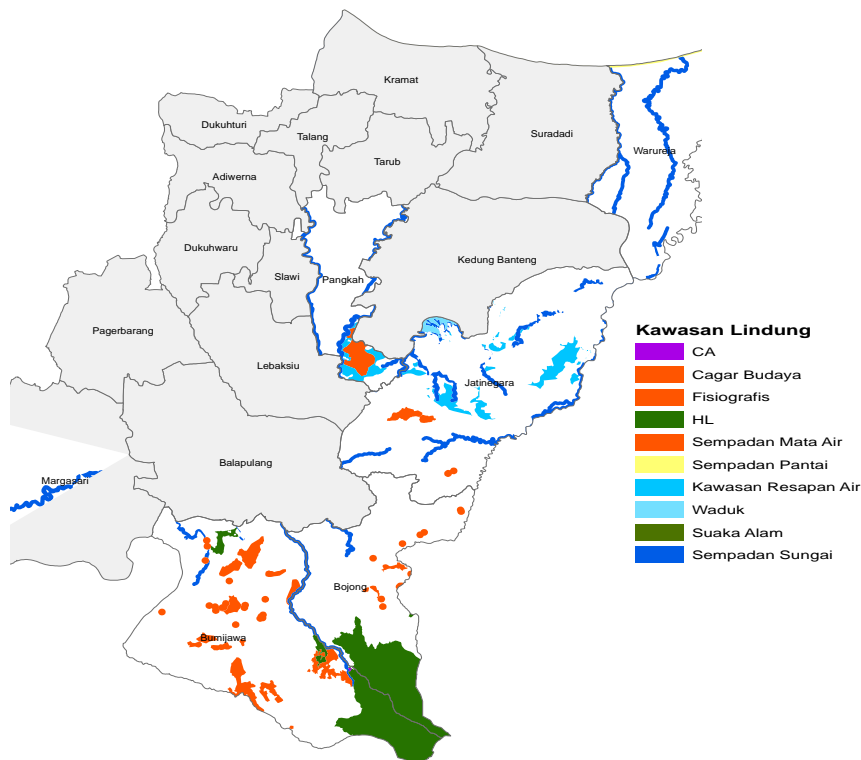 Kramat
Dukuhturi
Talang
Suradadi
Warureja
Tarub
Adiwerna
Dukuhwaru
Kedung Banteng
Slawi
Pangkah
Pagerbarang
Lebaksiu
Jatinegara
Balapulang
Margasari
Bojong
Bumijawa
Kawasan Lindung
CA
Cagar Budaya
Fisiografis
HL
Sempadan Mata Air
Sempadan Pantai
Kawasan Resapan Air
Waduk
Suaka Alam
Sempadan Sungai